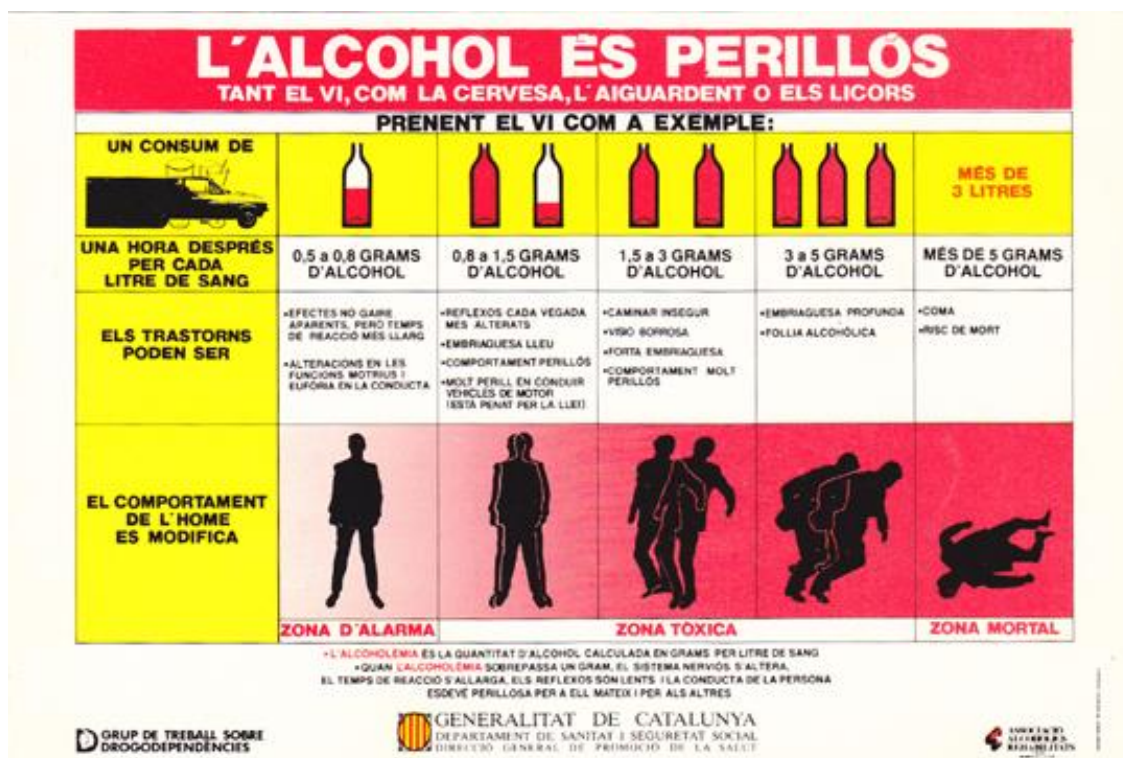 L´ALCOHOL ÉS PERILLÓS
TANT EL VI, COM LA CERVESA, L´AIGUARDENT O ELS LICORS
PRENENT EL VI COM A EXEMPLE:
UN CONSUM DE
MÉS DE
3 LITRES
UNA HORA DESPRÉS
PER CADA
LITRE DE SANG
0,5 a 0,8 GRAMS
D'ALCOHOL
0,8 a 1,5 GRAMS
D'ALCOHOL
1,5 a 3 GRAMS
D'ALCOHOL
3 a 5 GRAMS
D'ALCOHOL
MÉS DE 5 GRAMS
D'ALCOHOL
ELS TRASTORNS
PODEN SER
•EFECTES NO GAIRE
APARENTS, PERO TEMPS
DE REACCIÓ MÉS LLARG
•ALTERACIONS EN LES
FUNCIONS MOTRIUS I
EUFÒRIA EN LA CONDUCTA
•REFLEXOS CADA VEGADA
MES ALTERATS
•EMBRIAGUESA LLEU
•COMPORTAMENT PERILLÓS
•MOLT PERILL EN CONDUIR
VEHICLES DE MOTOR
(ESTÀ PENAT PER LA LLEI)
•CAMINAR INSEGUR
•VISIO BORROSA
•FORTA EMBRIAGUESA
•COMPORTAMENT MOLT
PERILLÓS
•EMBRIAGUESA PROFUNDA
•FOLLIA ALCOHÒLICA
•COMA
•RISC DE MORT
EL COMPORTAMENT
DE L´HOME
ES MODIFICA
ZONA D'ALARMA
ZONA TÒXICA
ZONA MORTAL
•L'ALCOHOLÈMIA ÉS LA QUANTITAT D'ALCOHOL CALCULADA EN GRAMS PER LITRE DE SANG
•QUAN L'ALCOHOLÈMIA SOBREPASSA UN GRAM, EL SISTEMA NERVIÓS S'ALTERA,
EL TEMPS DE REACCIÓ S'ALLARGA, ELS REFLEXOS SÓN LENTS I LA CONDUCTA DE LA PERSONA
ESDEVÉ PERILLOSA PER A ELL MATEIX I PER ALS ALTRES
GRUP DE TREBALL SOBRE
DROGODEPENDÈNCIES
GENERALITAT DE CATALUNYA
DEPARTAMENT DE SANITAT I SEGURETAT SOCIAL
DIRECCIÓ GENERAL DE PROMOCIÓ DE LA SALUT
ASSOCIACIÓ
ALCOHÒLICS
REHABILITATS